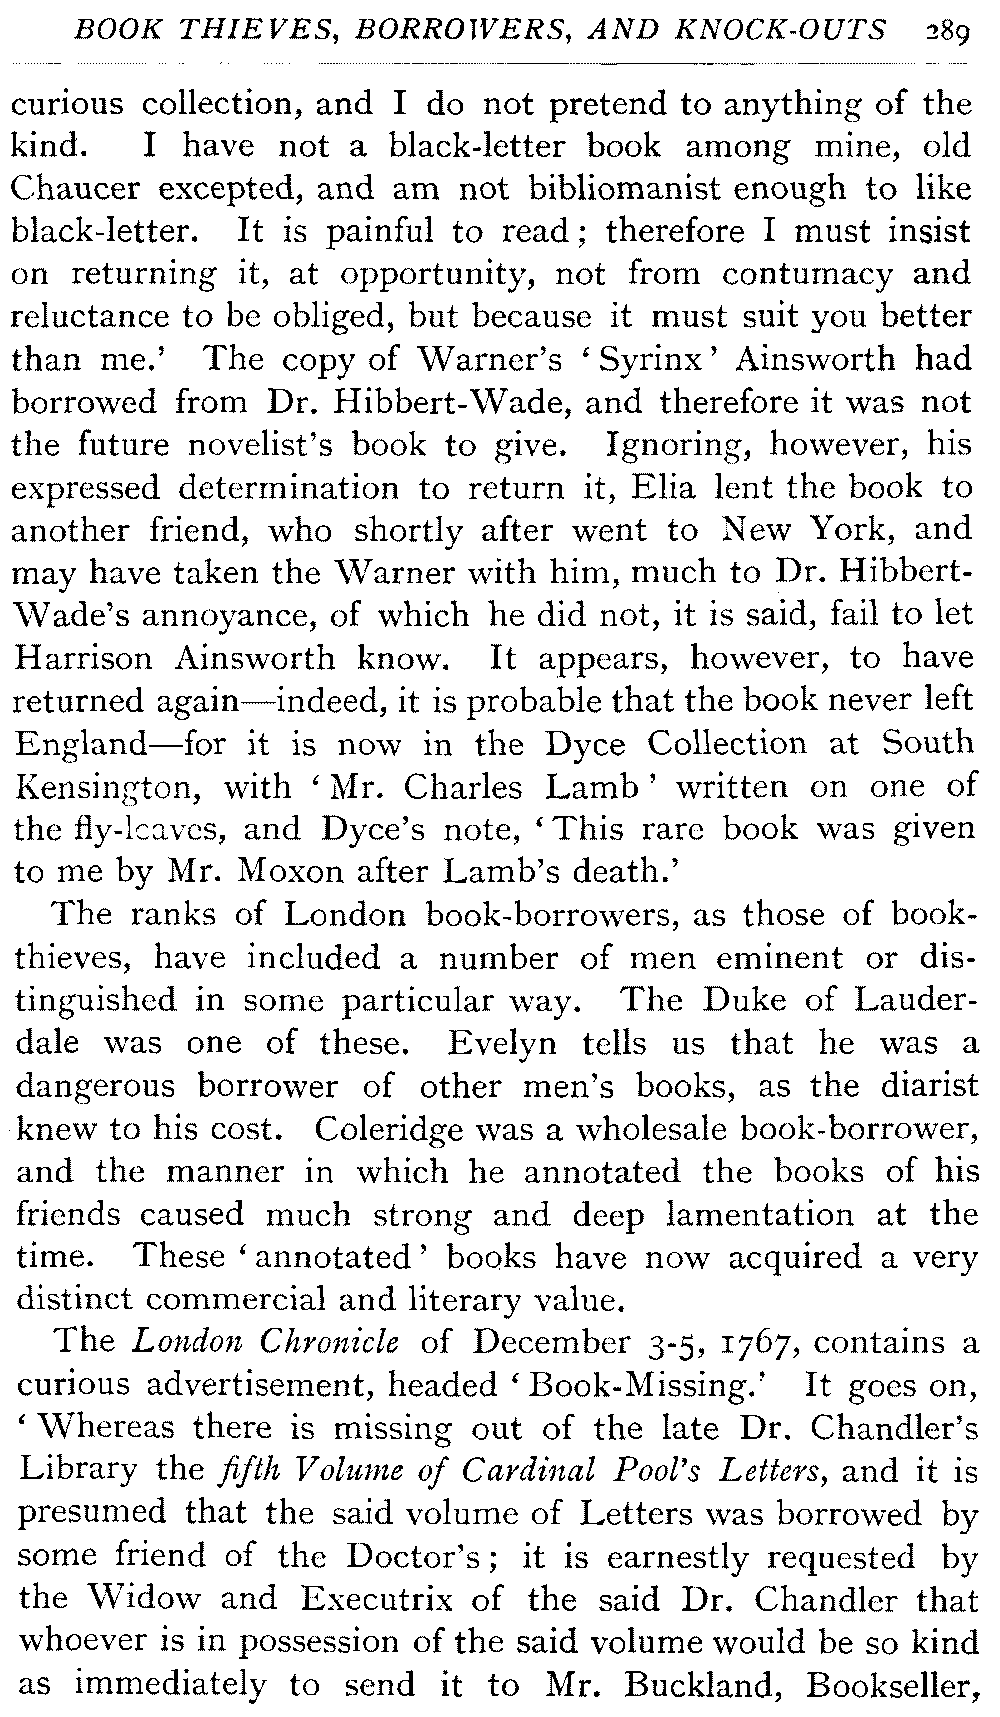 BOOK THIEVES, BORROWERS, AND KNOCK-OUTS 289
curious collection, and I do not pretend to anything of the
kind. I have not a black-letter book among mine, old
Chaucer excepted, and am not bibliomanist enough to like
black-letter. It is painful to read; therefore I must insist
on returning it, at opportunity, not from contumacy and
reluctance to be obliged, but because it must suit you better
than me.' The copy of Warner's 'Syrinx' Ainsworth had
borrowed from Dr. Hibbert-Wade, and therefore it was not
the future novelist's book to give. Ignoring, however, his
expressed determination to return it, Elia lent the book to
another friend, who shortly after went to New York, and
may have taken the Warner with him, much to Dr. Hibbert-
Wade's annoyance, of which he did not, it is said, fail to let
Harrison Ainsworth know. It appears, however, to have
returned again—indeed, it is probable that the book never left
England—for it is now in the Dyce Collection at South
Kensington, with 'Mr. Charles Lamb' written on one of
the fly-leaves, and Dyce's note, 'This rare book was given
to me by Mr. Moxon after Lamb's death.'
The ranks of London book-borrowers, as those of book-
thieves, have included a number of men eminent or dis-
tinguished in some particular way. The Duke of Lauder-
dale was one of these. Evelyn tells us that he was a
dangerous borrower of other men's books, as the diarist
knew to his cost. Coleridge was a wholesale book-borrower,
and the manner in which he annotated the books of his
friends caused much strong and deep lamentation at the
time. These 'annotated' books have now acquired a very
distinct commercial and literary value.
The London Chronicle of December 3-5, 1767, contains a
curious advertisement, headed 'Book-Missing.' It goes on,
'Whereas there is missing out of the late Dr. Chandler's
Library the fifth Volume of Cardinal Pool's Letters, and it is
presumed that the said volume of Letters was borrowed by
some friend of the Doctor's; it is earnestly requested by
the Widow and Executrix of the said Dr. Chandler that
whoever is in possession of the said volume would be so kind
as immediately to send it to Mr. Buckland, Bookseller,